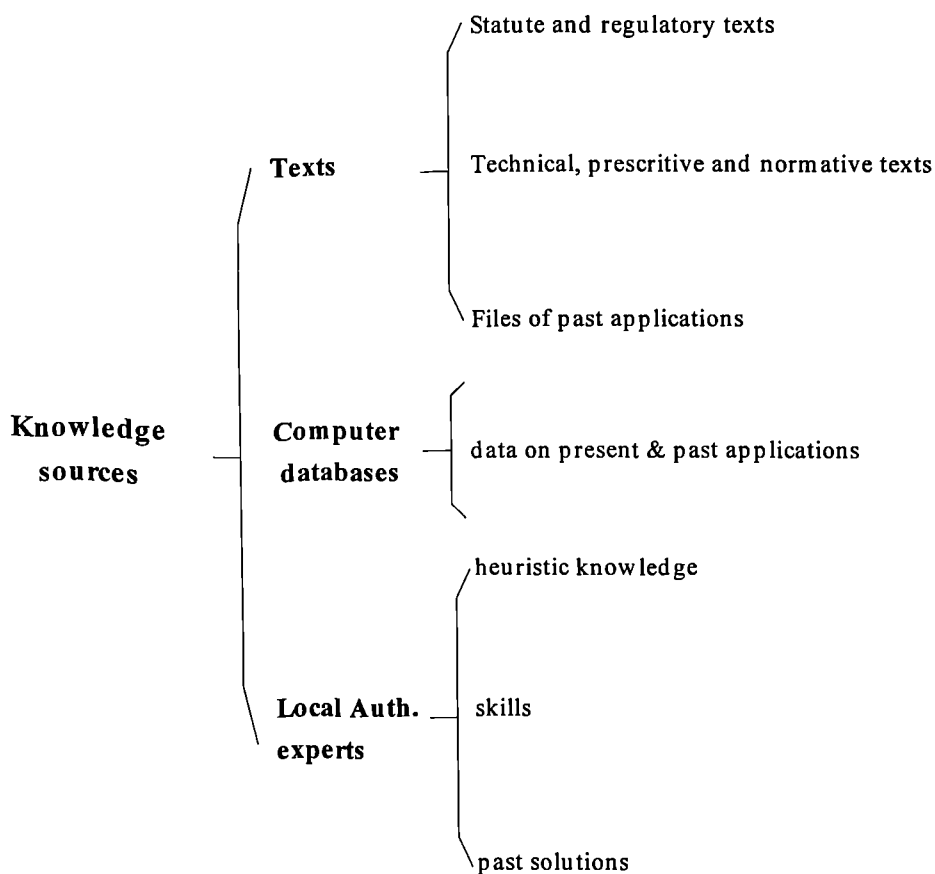 Statute and regulatory texts
Texts
Technical, prescritive and normative texts
Files of past applications
Knowledge
sources
Computer
databases
data on present & past applications
heuristic knowledge
Local Auth.
experts
skills
past solutions